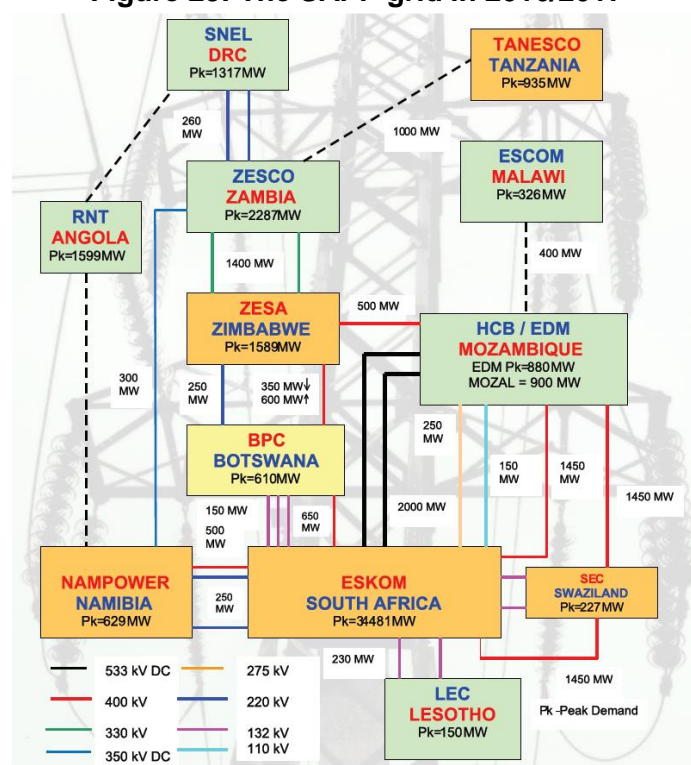 Figure The grid in
SNEL
DRC
Pk=1317MW
TANESCO
TANZANIA
Pk=935MW
260
MW
1000 MW
ZESCO
ZAMBIA
Pk=2287MW
ESCOM
MALAWI
Pk=326MW
RNT
ANGOLA
Pk=1599MW
1400 MW
400 MW
ZESA
ZIMBABWE
Pk=1589MW
500 MW
HCB / EDM
MOZAMBIQUE
EDM Pk=880MW
MOZAL = 900 MW
300
MW
250
MW
350 MW↓
600 MW↑
BPC
BOTSWANA
Pk=610MW
250
MW
150
MW
1450
MW
1450 MW
150 MW
500
MW
650
MW
2000 MW
NAMPOWER
NAMIBIA
Pk=629MW
250
MW
ESKOM
SOUTH AFRICA
Pk=34481MW
SEC
SWAZILAND
Pk=227MW
230 MW
1450 MW
LEC
LESOTHO
Pk=150MW
Pk -Peak Demand
533 kV DC
275 kV
400 kV
220 kV
330 kV
132 kV
350 kV DC
110 kV